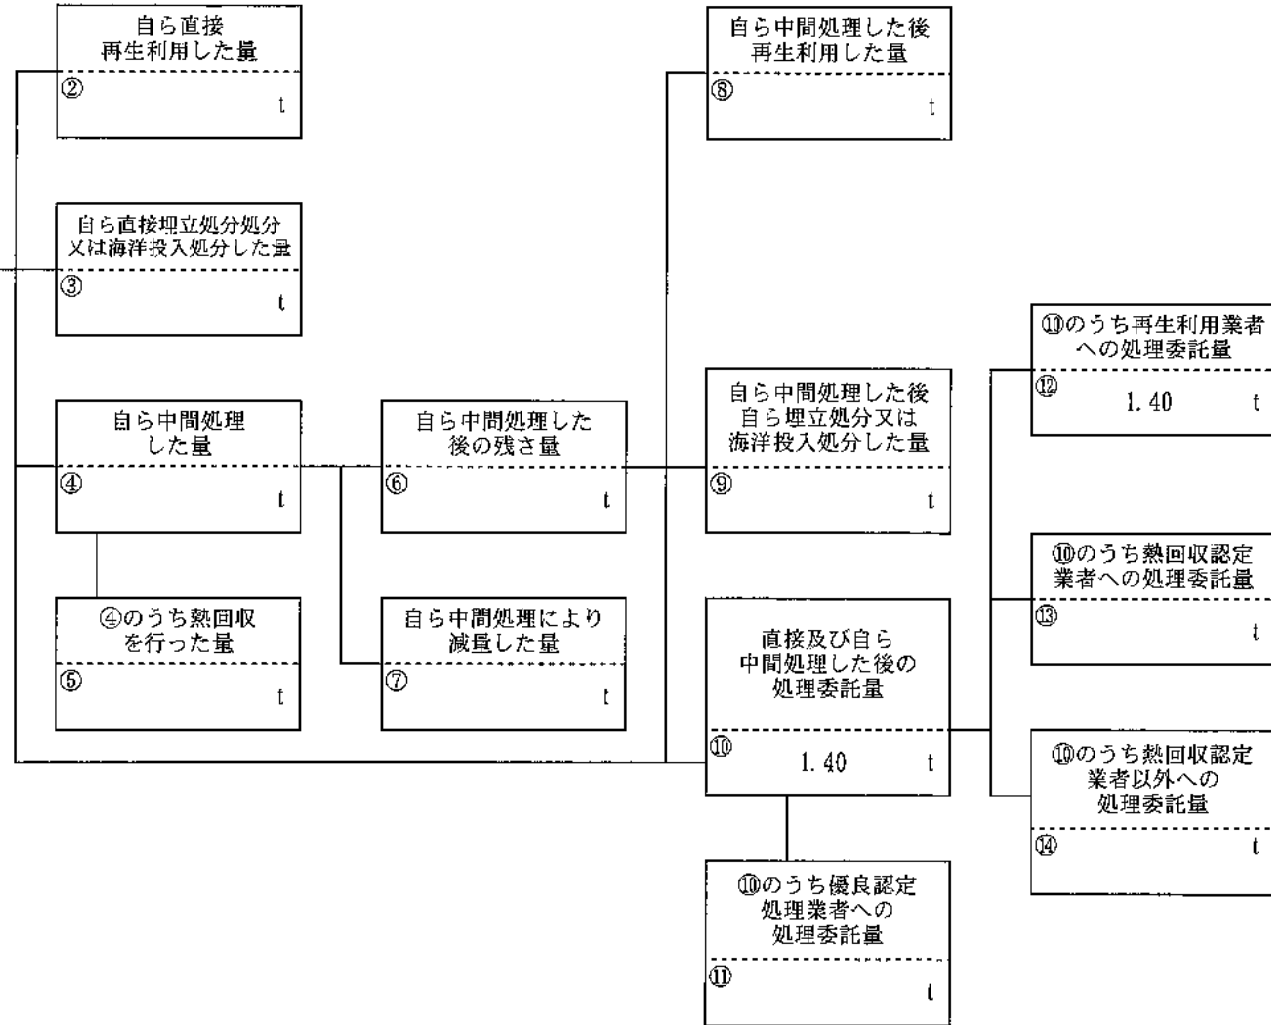 自ら直接
再生利用した量
②
t
自ら中間処理した後
再生利用した量
⑧
t
自ら直接埋立処分処分
又は海洋投入処分した量
③
t
⑪のうち再生利用業者
への処理委託量
⑫
1.40 t
自ら中間処理
した量
④
t
自ら中間処理した
後の残さ量
⑥
t
自ら中間処理した後
自ら埋立処分又は
海洋投入処分した量
⑨
t
⑩のうち熱回収認定
業者への処理委託量
⑬
t
④のうち熱回収
を行った量
⑤
t
自ら中間処理により
減量した量
⑦
t
直接及び自ら
中間処理した後の
処理委託量
⑩
1.40 t
⑩のうち熱回収認定
業者以外への
処理委託量
⑭
t
⑩のうち優良認定
処理業者への
処理委託量
⑪
t